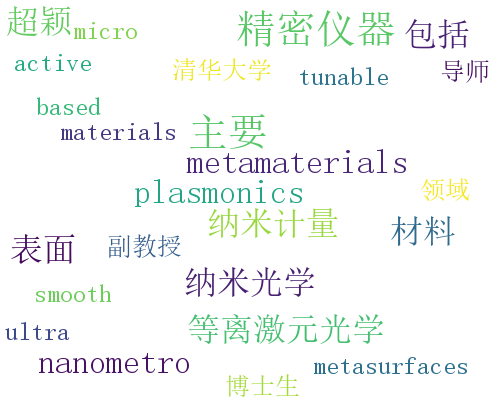 超颖 micro 精密仪器 包括
active 清华大学 tunable 导师
based
materials 主要
metamaterials
plasmonics 领域
纳米计量 材料
表面 副教授
纳米光学
smooth
ultra 等离激元光学
nanometro metasurfaces
博士生